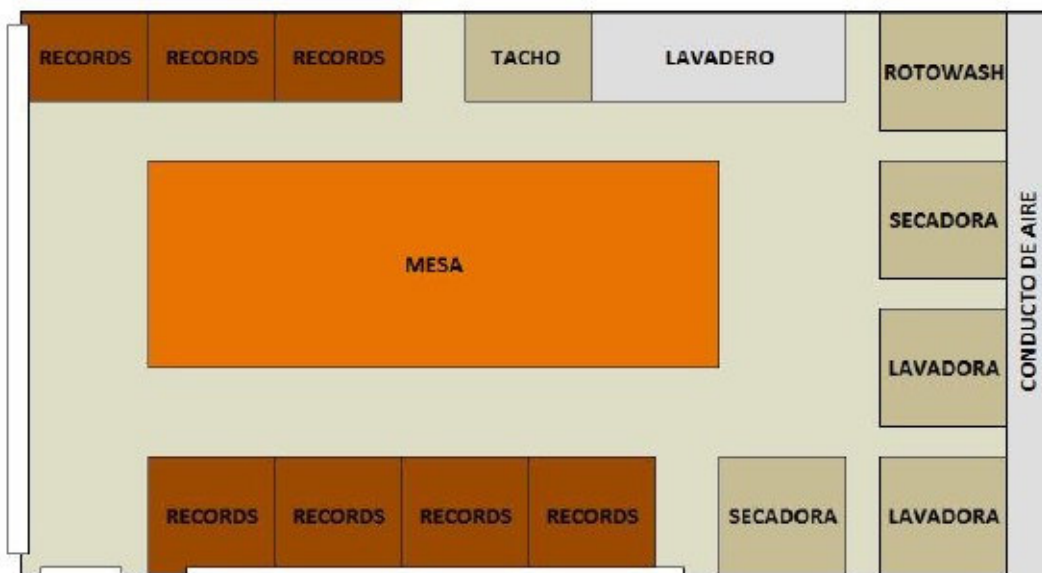 RECORDS
RECORDS
RECORDS
TACHO
LAVADERO
ROTOWASH
SECADORA
MESA
CONDUCTO DE AIRE
LAVADORA
RECORDS
RECORDS
RECORDS
RECORDS
SECADORA
LAVADORA